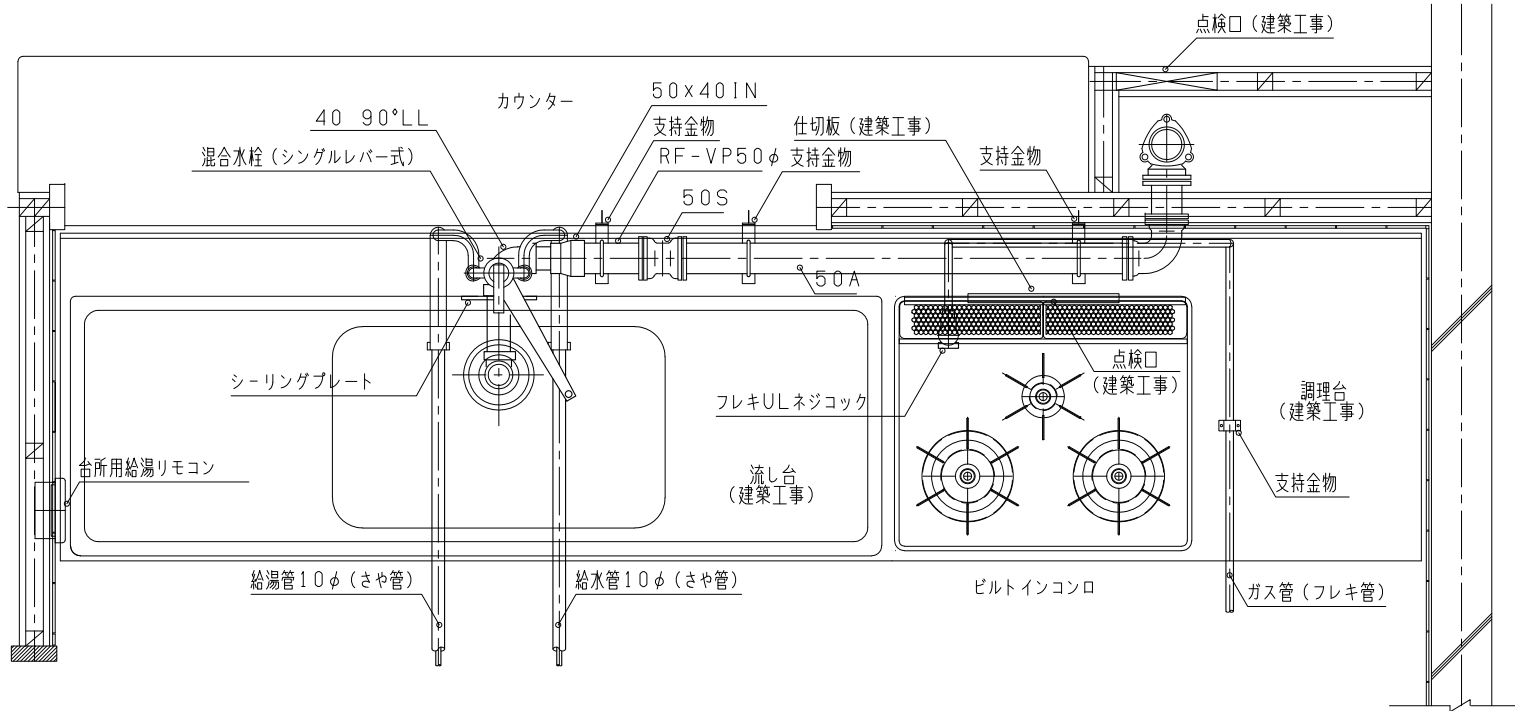 点検口(建築工事)
カウンター
50x40IN
40 90°LL
支持金物
仕切板(建築工事)
混合水栓(シングルレバー式)
RF-VP50φ
支持金物
支持金物
50S
50A
シーリングプレート
点検口
(建築工事)
フレキULネジコック
調理台
(建築工事)
台所用給湯リモコン
流し台
(建築工事)
支持金物
給湯管10φ(さや管)
給水管10φ(さや管)
ビルトインコンロ
ガス管(フレキ管)